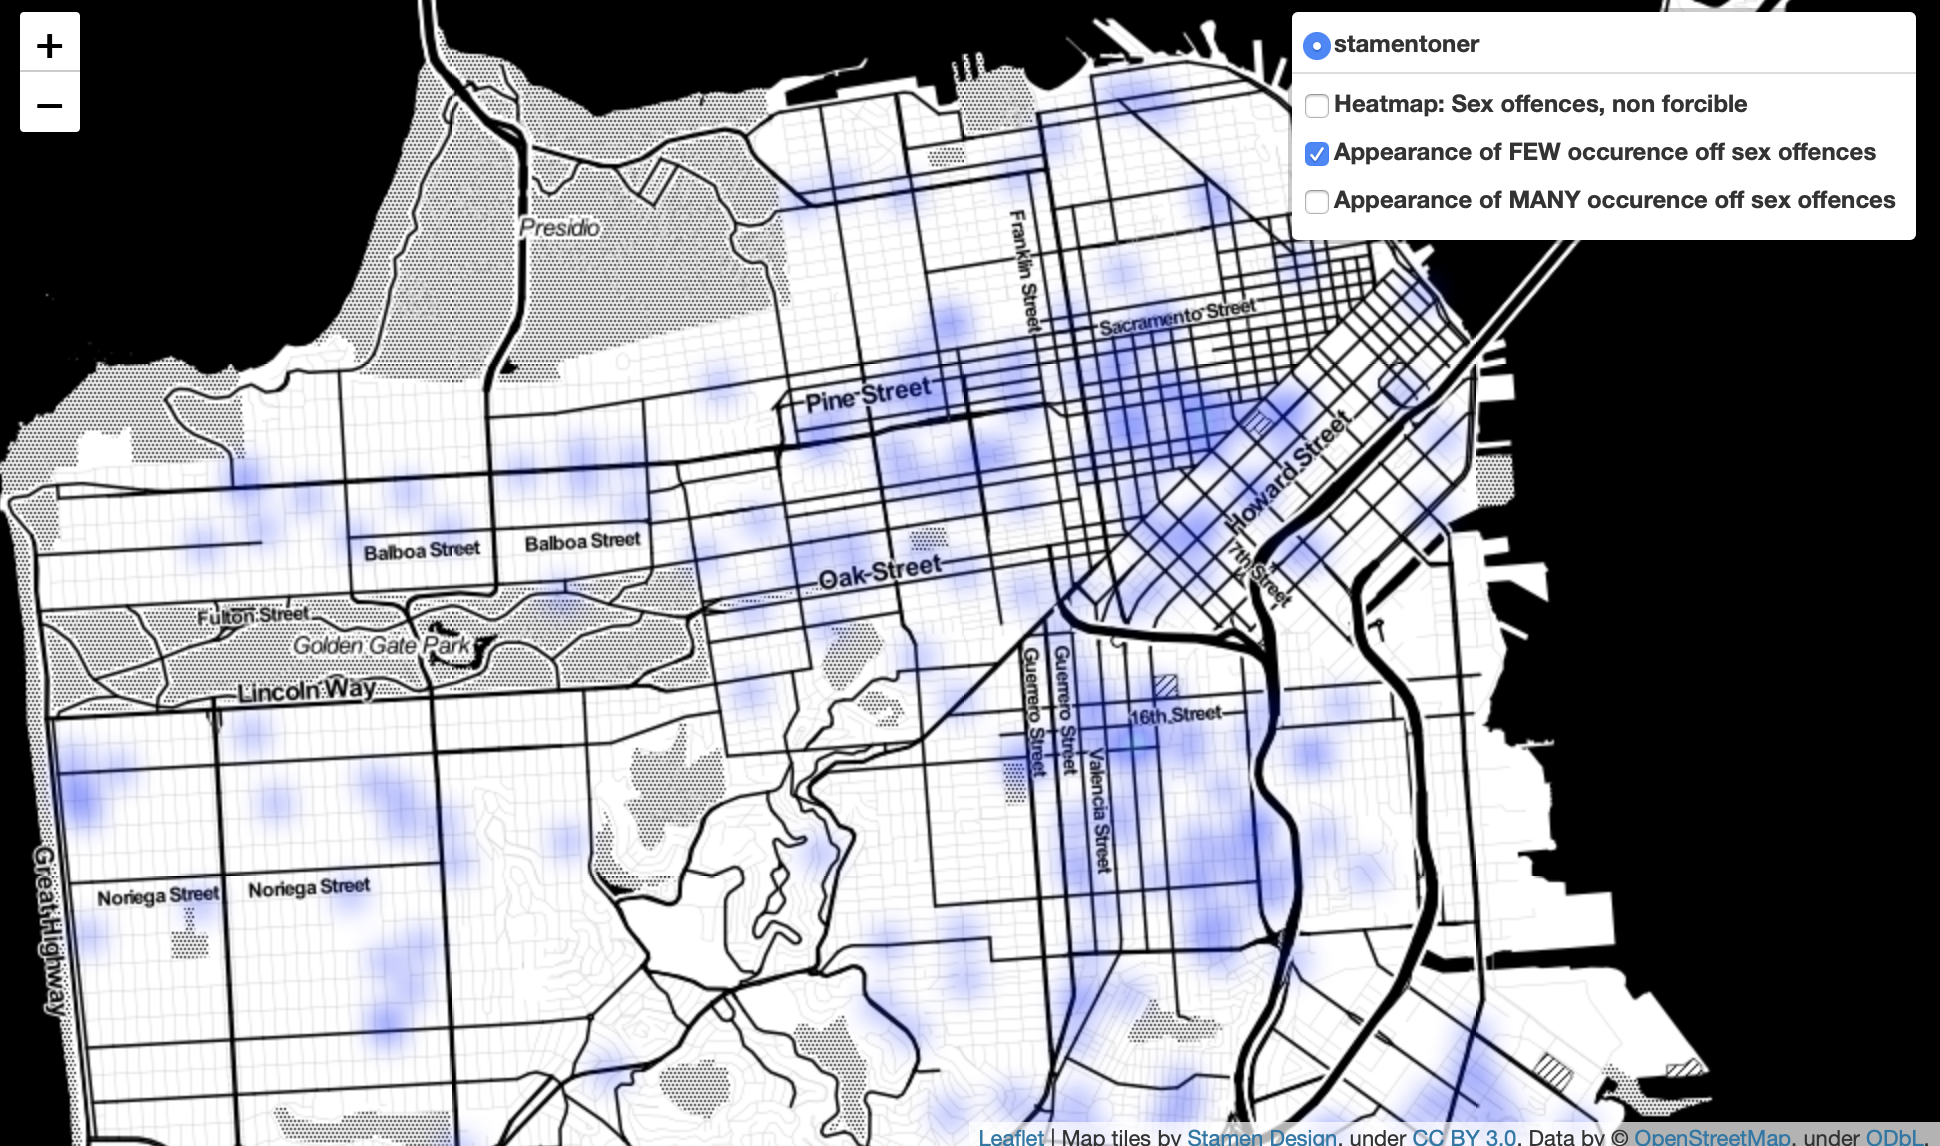 +
−
stamentoner
Heatmap: Sex offences, non forcible
Appearance of FEW occurence off sex offences
Appearance of MANY occurence off sex offences
Presidio
Franklin Street
Sacramento Street
Pine Street
Howard Street
7th Street
Balboa Street
Balboa Street
Oak Street
Fulton Street
Golden Gate Park
Lincoln Way
Guerrero Street
Guerrero Street
16th Street
Valencia Street
Great Highway
Noriega Street
Noriega Street
Leaflet | Map tiles by Stamen Design, under CC BY 3.0. Data by © OpenStreetMap, under ODbL.